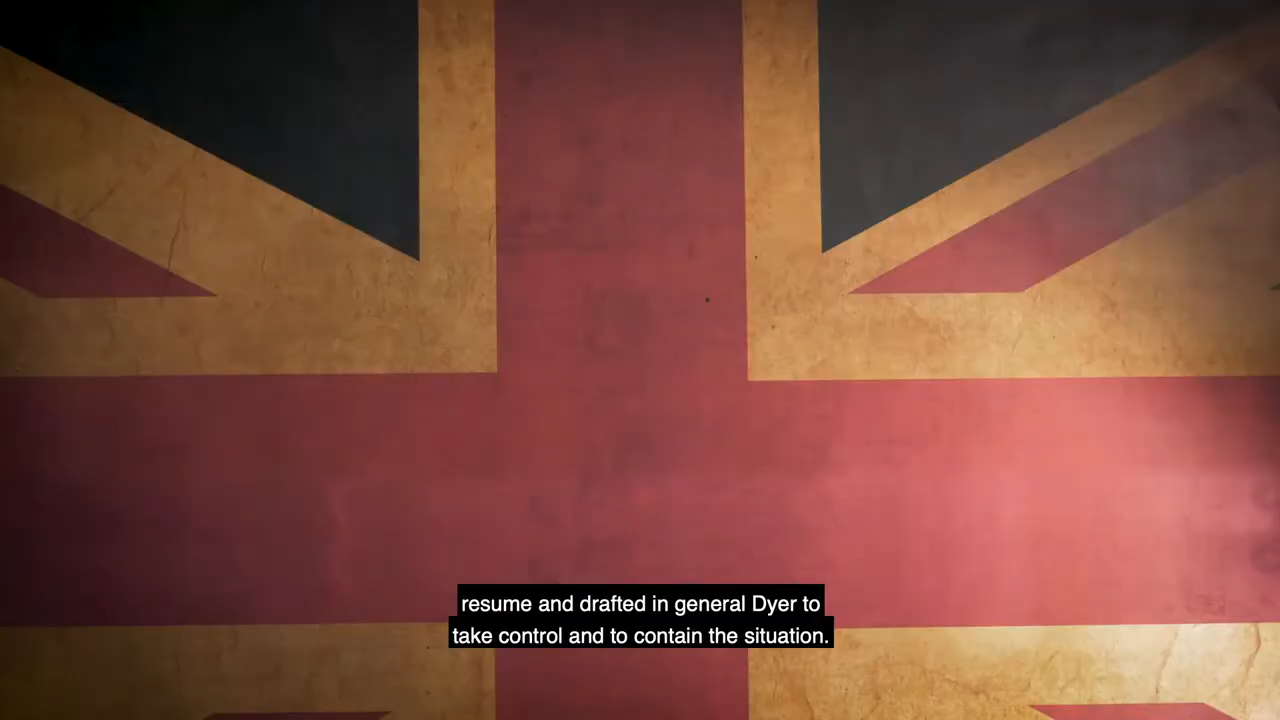 resume and drafted in general Dyer to
take control and to contain the situation.